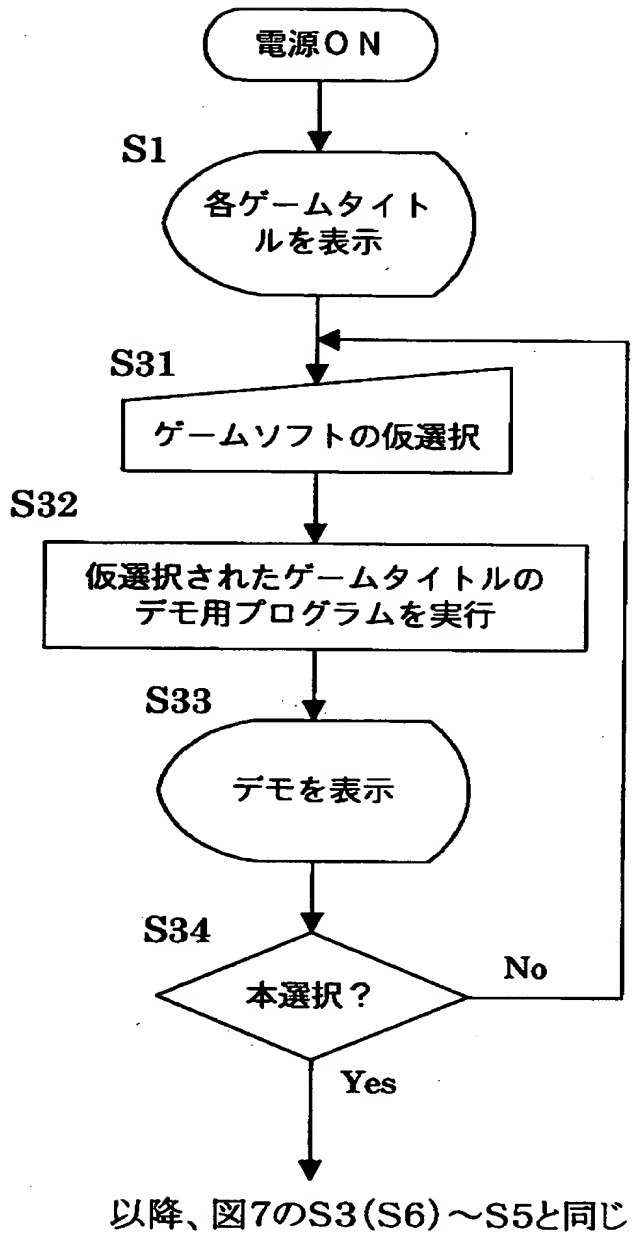 電源ON
S1
各ゲームタイト
ルを表示
S31
ゲームソフトの仮選択
S32
仮選択されたゲームタイトルの
デモ用プログラムを実行
S33
デモを表示
S34
本選択?
No
Yes
以降、図7のS3(S6)~S5と同じ